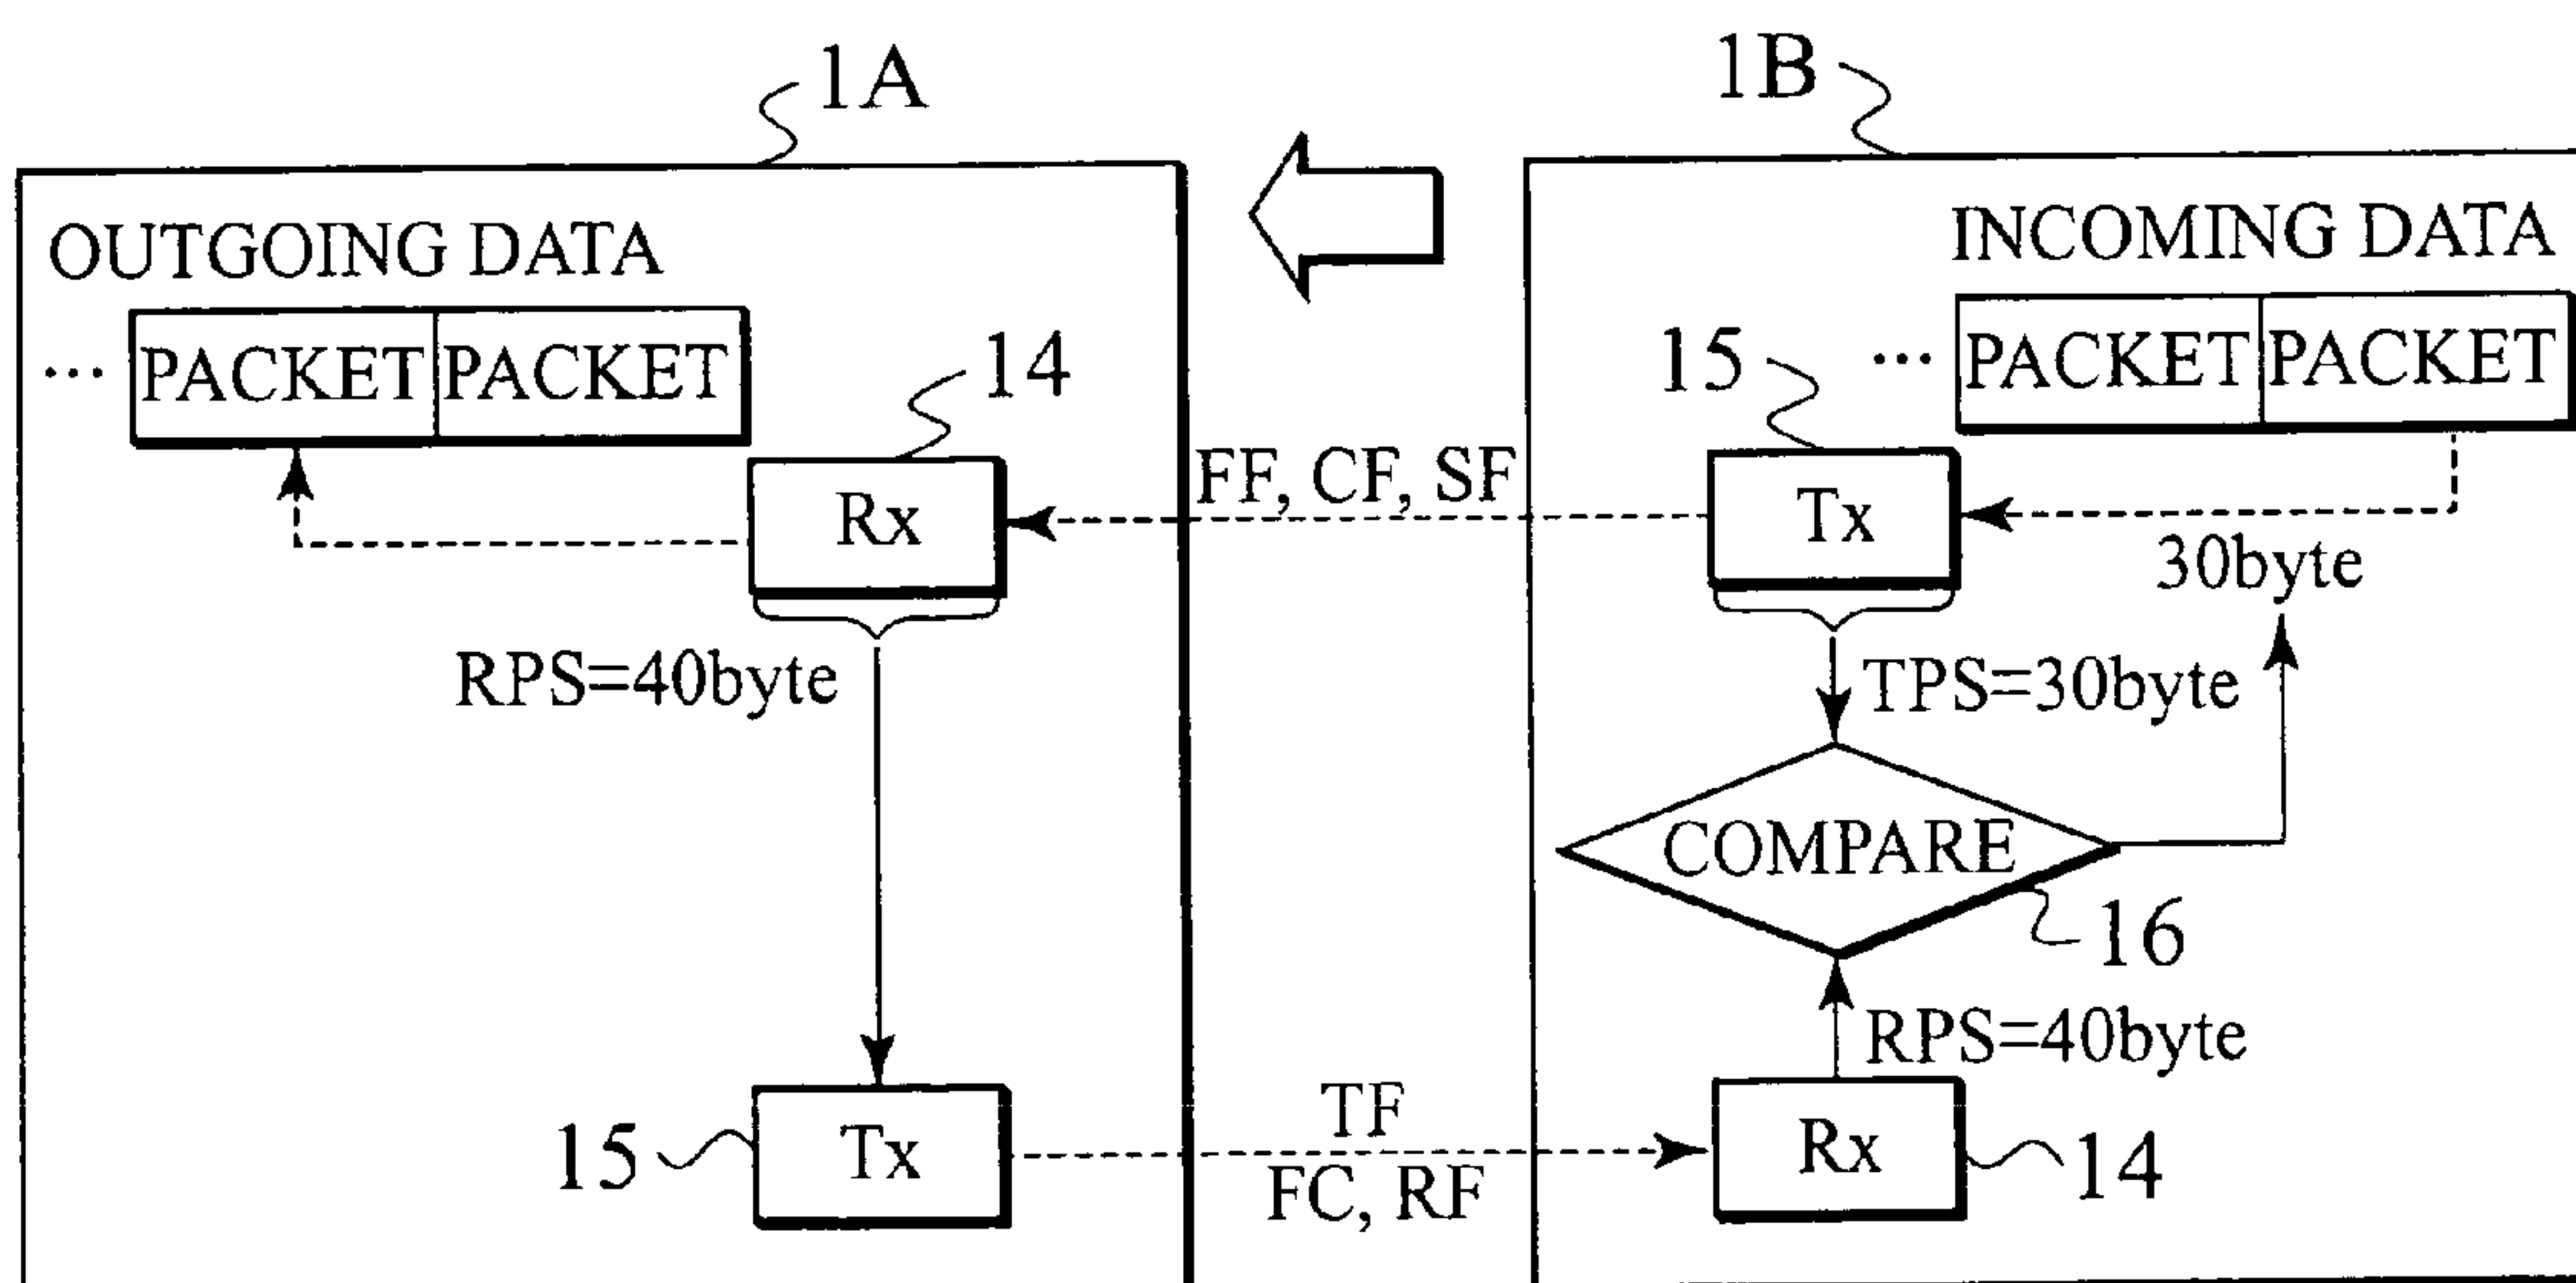 1A
1B
OUTGOING DATA
INCOMING DATA
... PACKET PACKET
... PACKET PACKET
14
15
FF, CF, SF
Rx
Tx
30byte
RPS=40byte
TPS=30byte
COMPARE
16
RPS=40byte
15
Tx
TF
FC, RF
Rx
14